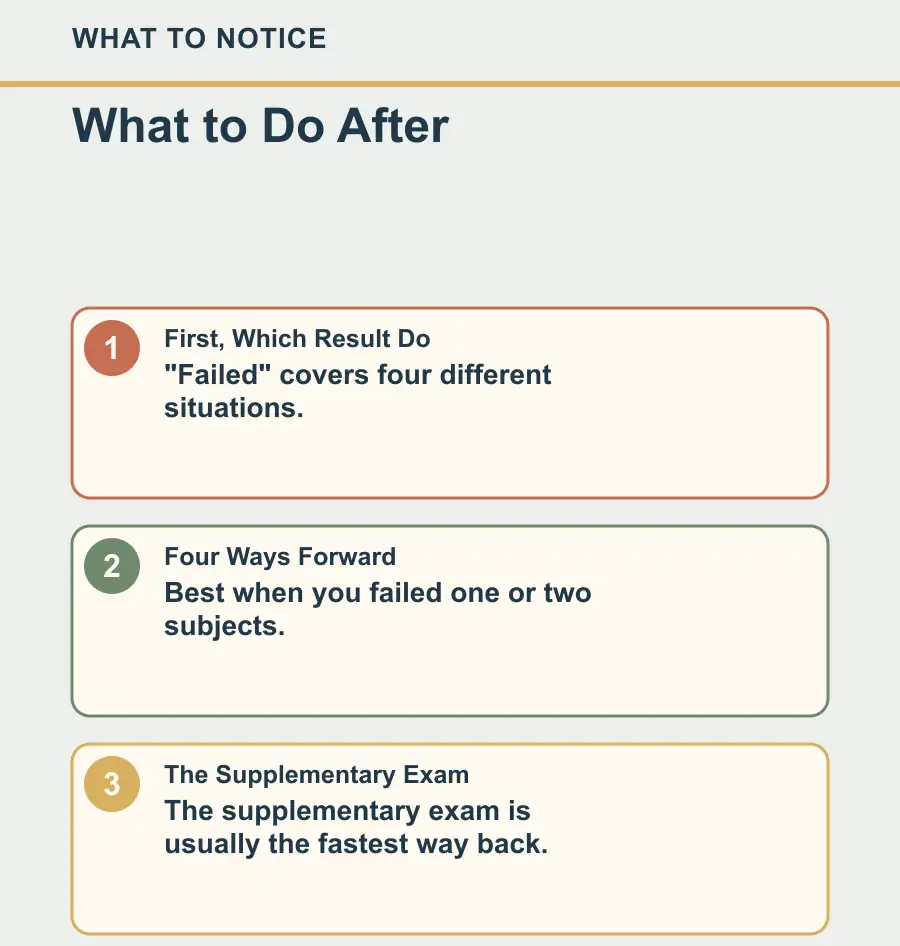 WHAT TO NOTICE
What to Do After
1
First, Which Result Do
"Failed" covers four different
situations.
2
Four Ways Forward
Best when you failed one or two
subjects.
3
The Supplementary Exam
The supplementary exam is
usually the fastest way back.